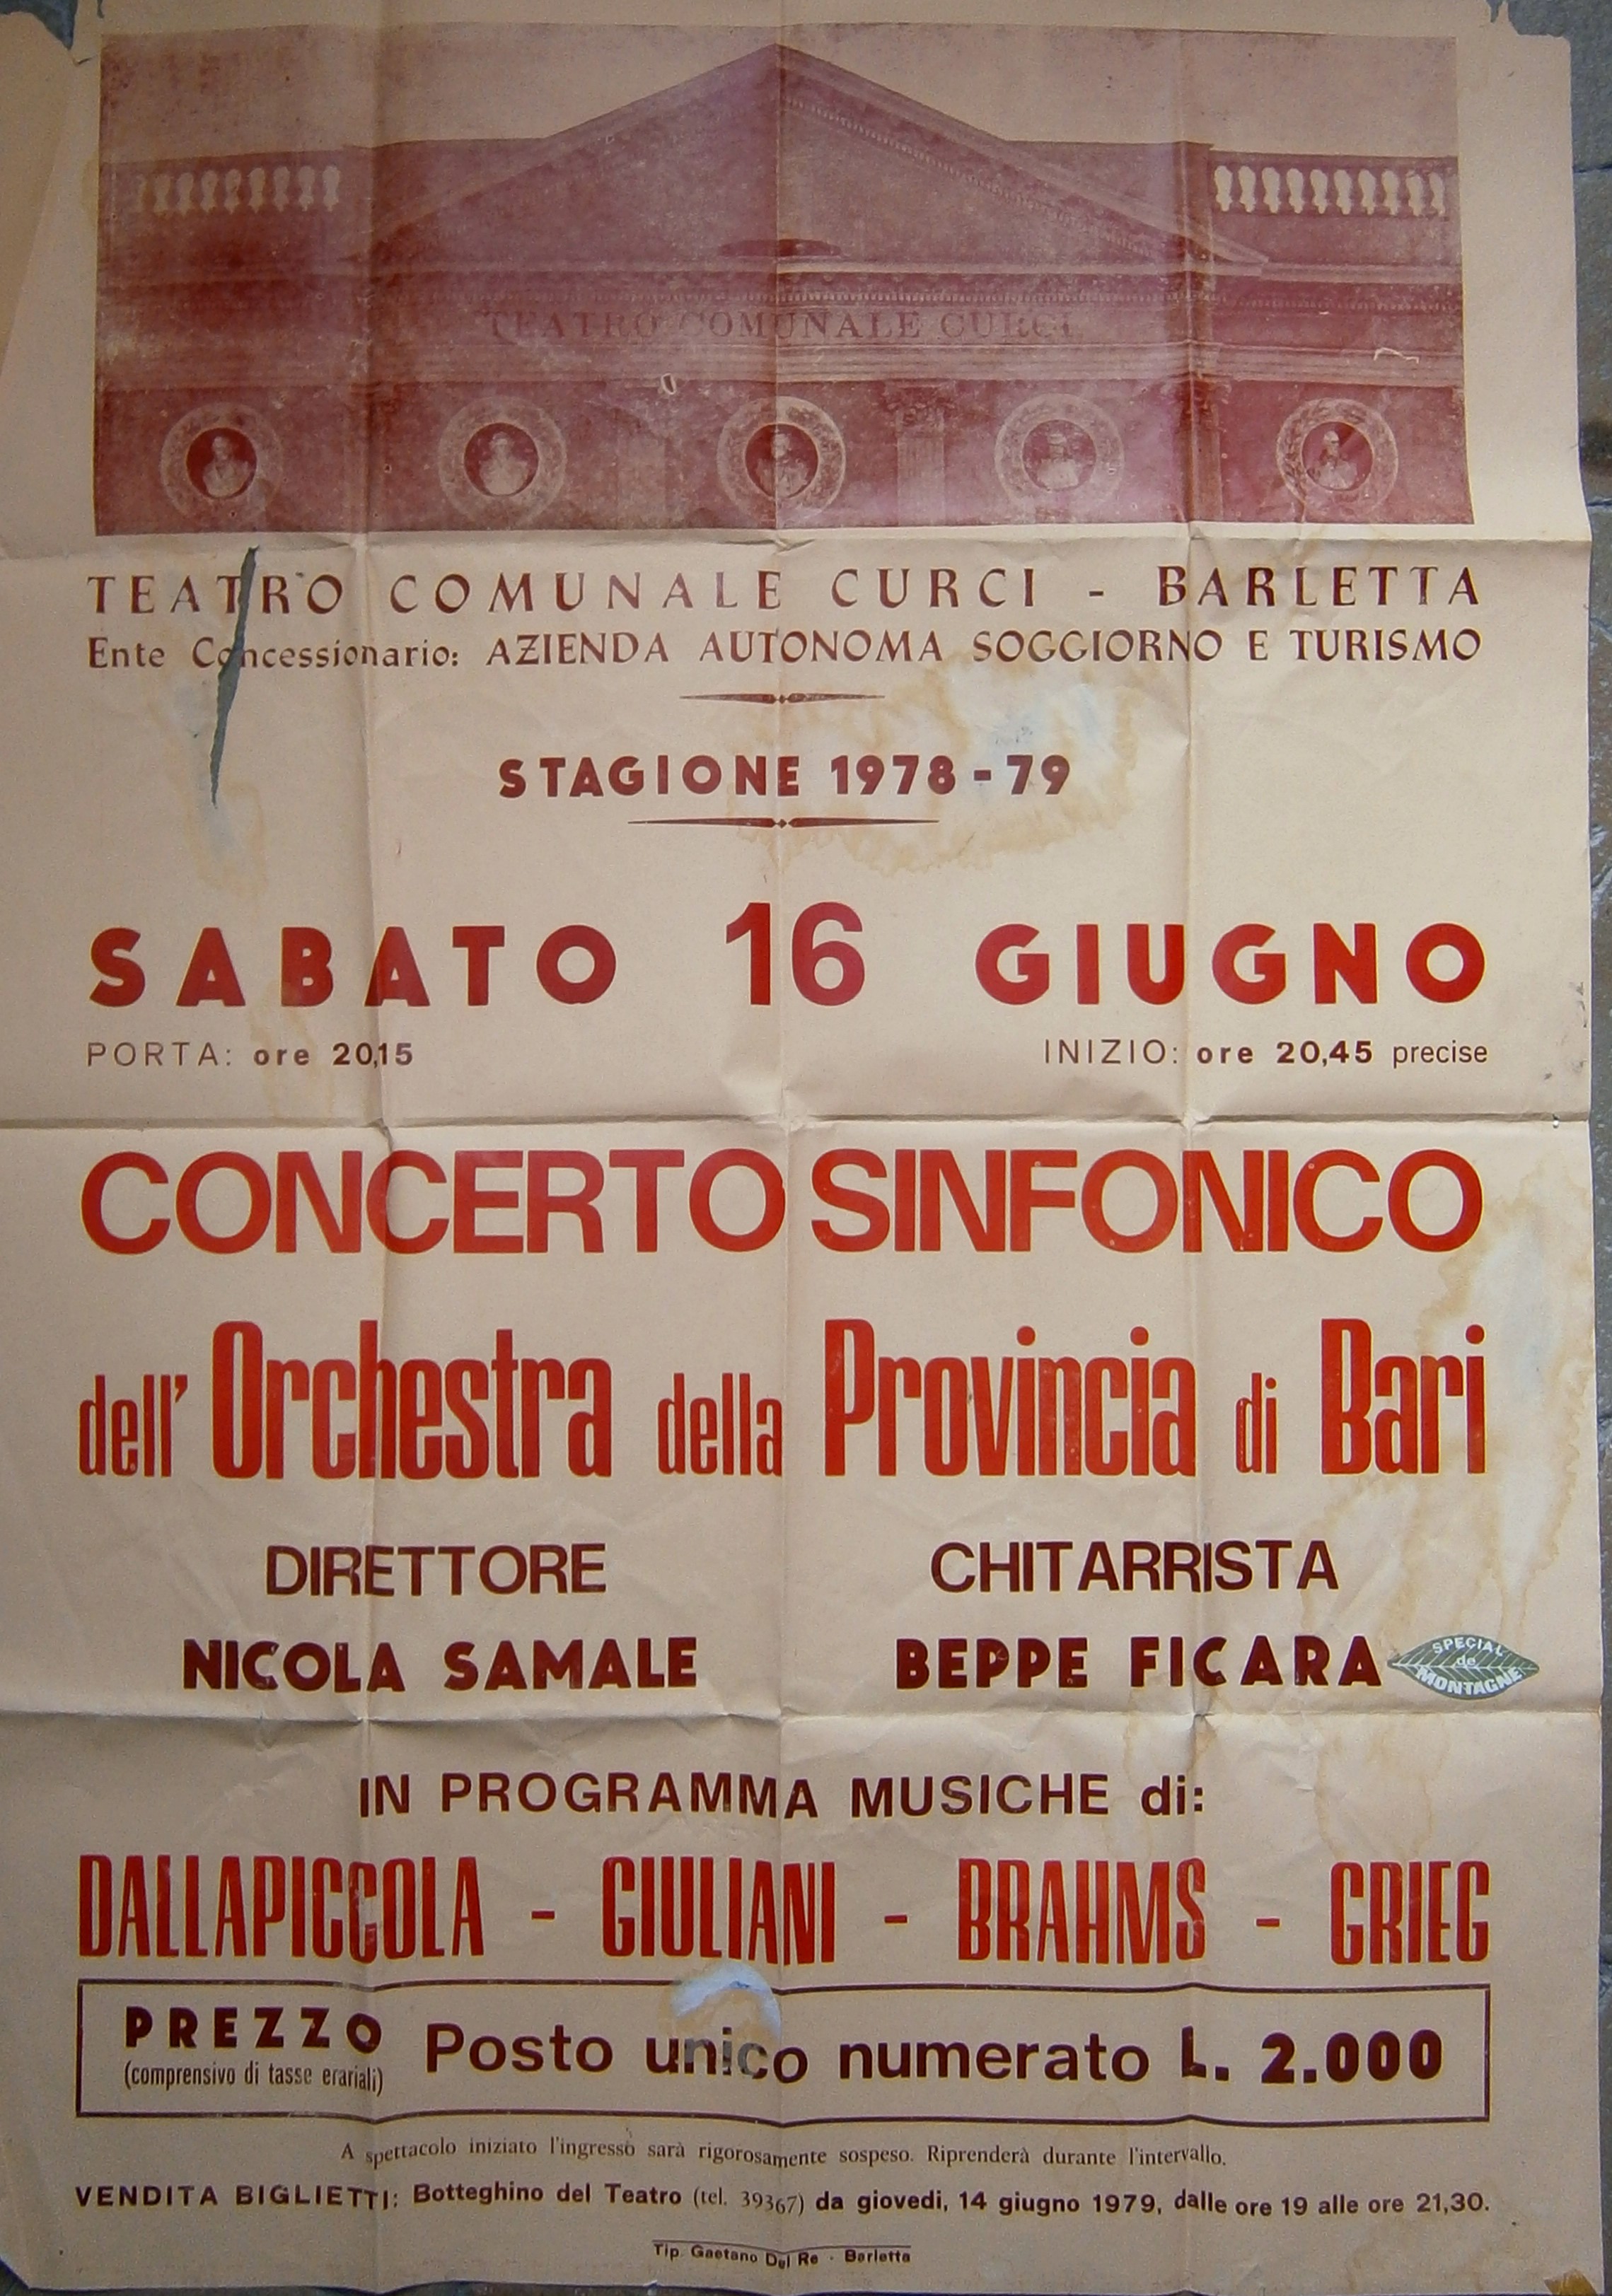 TEATRO COMUNALE CURCI
TEATRO COMUNALE CURCI - BARLETTA
Ente Concessionario: AZIENDA AUTONOMA SOGGIORNO E TURISMO
STAGIONE 1978-79
SABATO 16 GIUGNO
PORTA: ore 20,15 INIZIO: ore 20,45 precise
CONCERTO SINFONICO
dell'Orchestra della Provincia di Bari
DIRETTORE CHITARRISTA
NICOLA SAMALE BEPPE FICARA
SPECIAL
de
MONTAGNE
IN PROGRAMMA MUSICHE di:
DALLAPICCOLA - GIULIANI - BRAHMS - GRIEG
PREZZO
(comprensivo di tasse erariali)
Posto unico numerato L. 2.000
A spettacolo iniziato l'ingresso sarà rigorosamente sospeso. Riprenderà durante l'intervallo.
VENDITA BIGLIETTI: Botteghino del Teatro (tel. 39367) da giovedì, 14 giugno 1979, dalle ore 19 alle ore 21,30.
Tip. Gaetano Del Re - Barletta